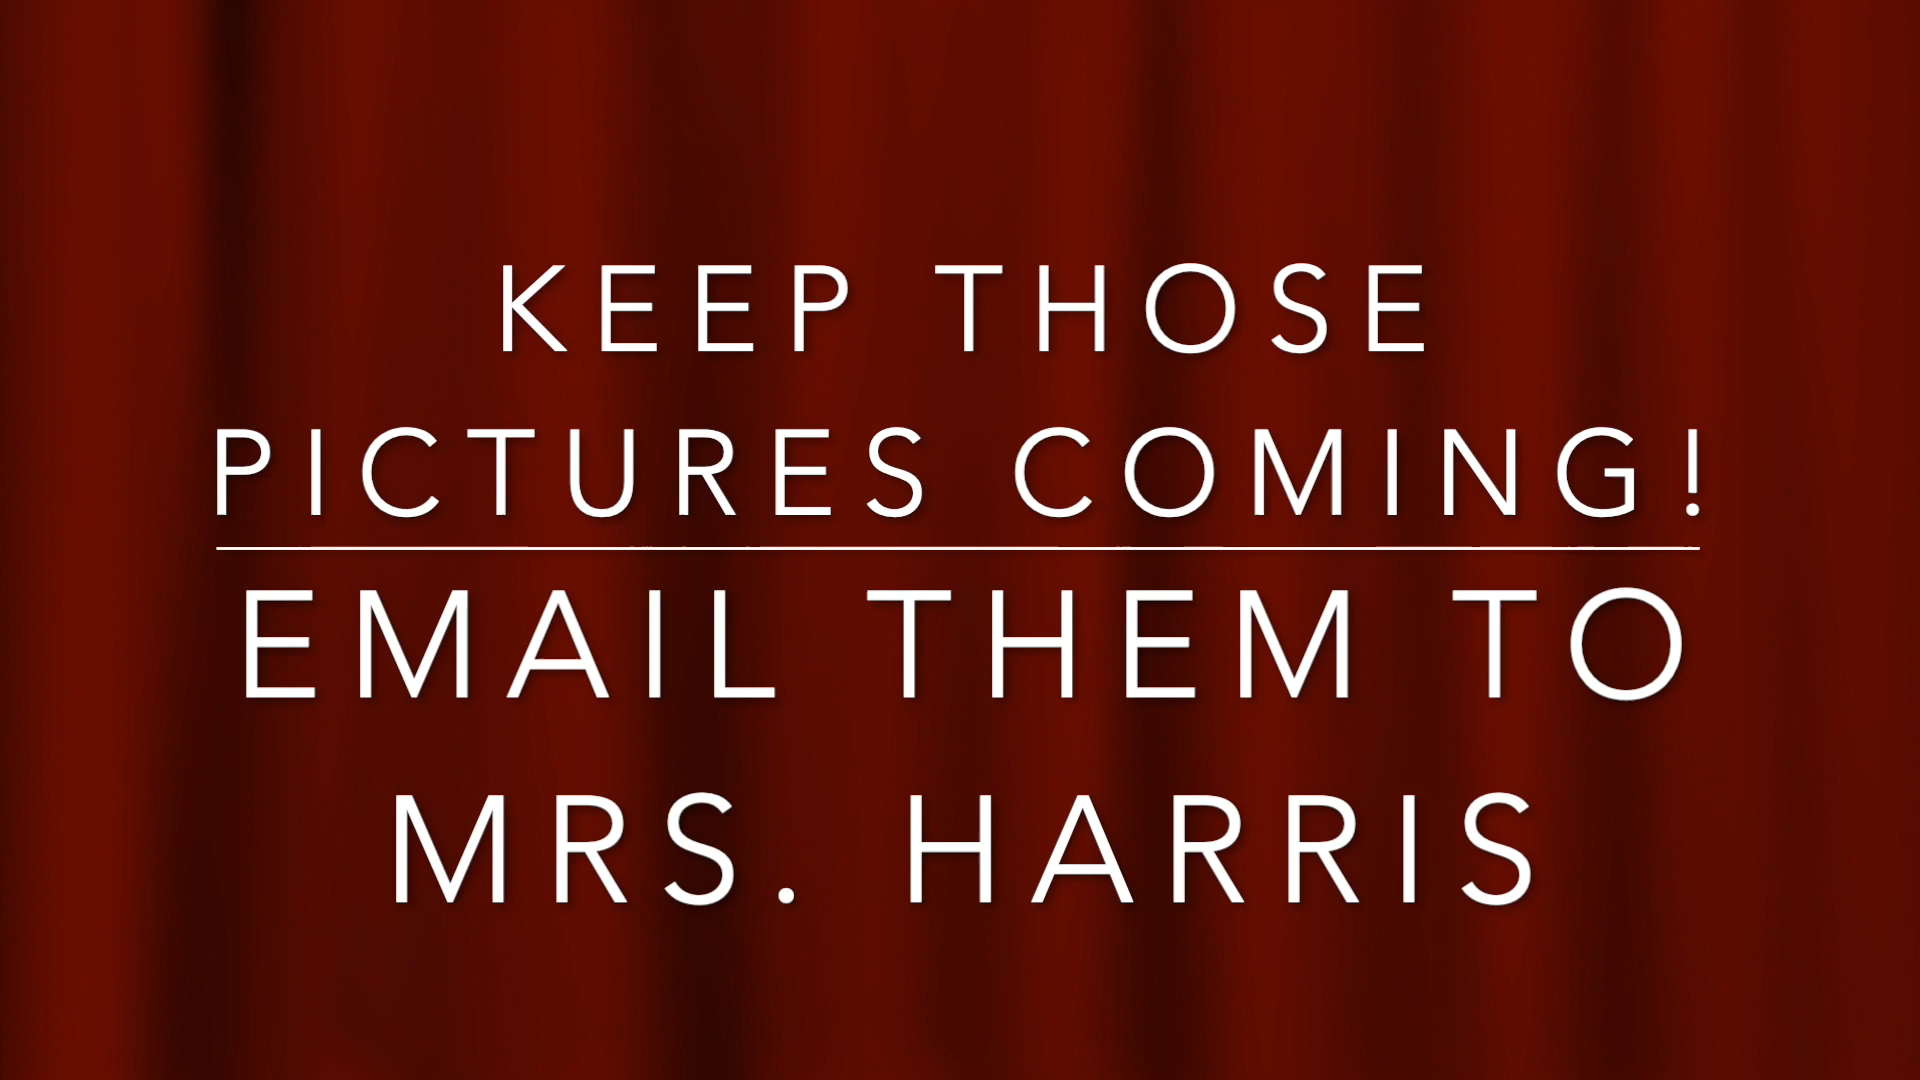 KEEP THOSE
PICTURES COMING!
EMAIL THEM TO
MRS. HARRIS